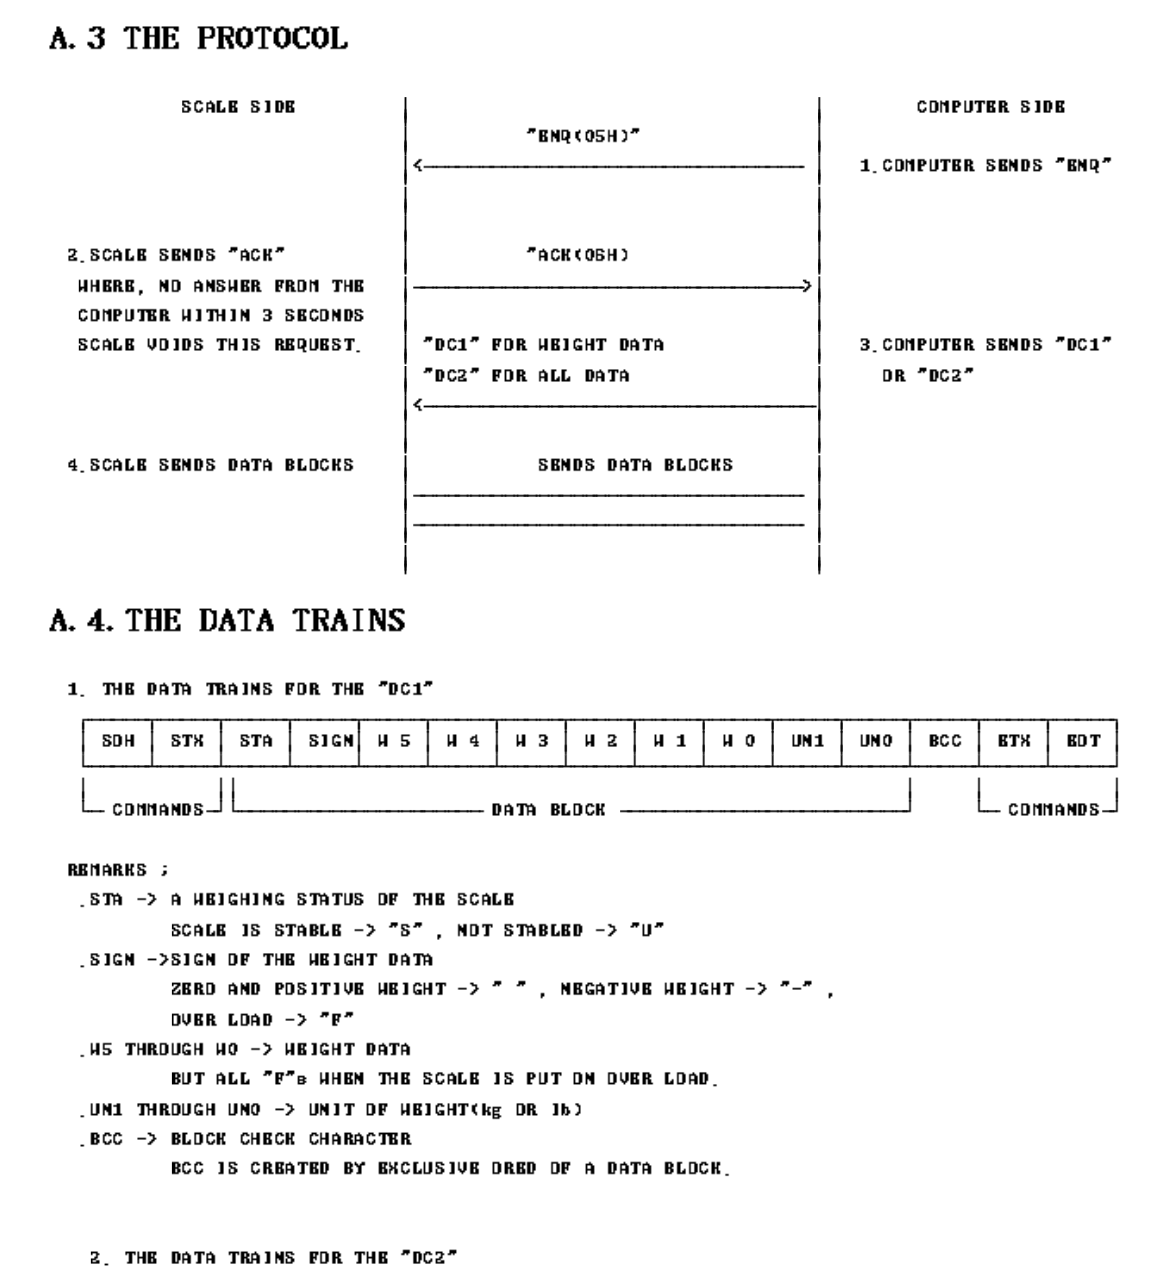 A. 3 THE PROTOCOL
SCALE SIDE COMPUTER SIDE
"ENQ(05H)"
1.COMPUTER SENDS "ENQ"
2.SCALE SENDS "ACK" "ACK(06H)
WHERE, NO ANSWER FROM THE
COMPUTER WITHIN 3 SECONDS
SCALE VOIDS THIS REQUEST. "DC1" FOR WEIGHT DATA 3.COMPUTER SENDS "DC1"
"DC2" FOR ALL DATA OR "DC2"
4.SCALE SENDS DATA BLOCKS SENDS DATA BLOCKS
A. 4. THE DATA TRAINS
1. THE DATA TRAINS FOR THE "DC1"
SOH STX STA SIGN W 5 W 4 W 3 W 2 W 1 W 0 UN1 UN0 BCC ETX EOT
COMMANDS DATA BLOCK COMMANDS
REMARKS ;
.STA -> A WEIGHING STATUS OF THE SCALE
SCALE IS STABLE -> "S" , NOT STABLED -> "U"
.SIGN ->SIGN OF THE WEIGHT DATA
ZERO AND POSITIVE WEIGHT -> " " , NEGATIVE WEIGHT -> "-" ,
OVER LOAD -> "F"
.W5 THROUGH W0 -> WEIGHT DATA
BUT ALL "F"s WHEN THE SCALE IS PUT ON OVER LOAD.
.UN1 THROUGH UN0 -> UNIT OF WEIGHT(kg OR lb)
.BCC -> BLOCK CHECK CHARACTER
BCC IS CREATED BY EXCLUSIVE ORED OF A DATA BLOCK.
2. THE DATA TRAINS FOR THE "DC2"